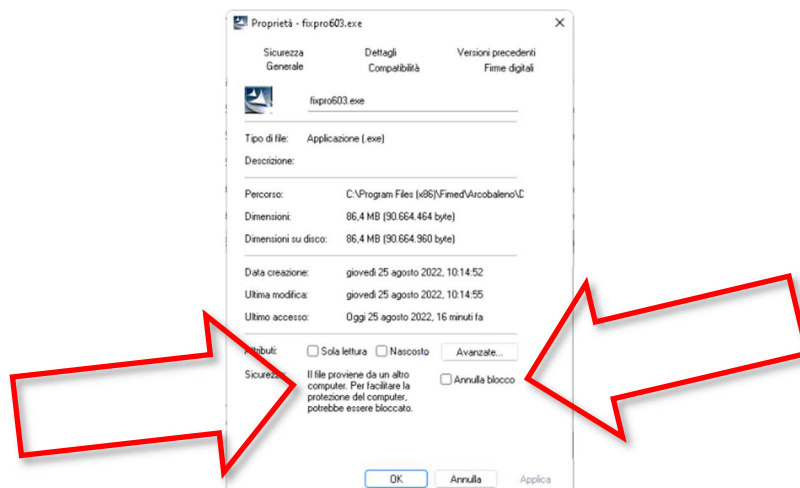 Proprietà - fixpro603.exe
Sicurezza Dettagli Versioni precedenti
Generale Compatibilità Firme digitali
fixpro603.exe
Tipo di file: Applicazione (.exe)
Descrizione:
Percorso: C:\Program Files (x86)\Fimed\Arcobaleno\D
Dimensioni: 86,4 MB (90.664.464 byte)
Dimensioni su disco: 86,4 MB (90.664.960 byte)
Data creazione: giovedì 25 agosto 2022, 10:14:52
Ultima modifica: giovedì 25 agosto 2022, 10:14:55
Ultimo accesso: Oggi 25 agosto 2022, 16 minuti fa
Attributi: Sola lettura Nascosto Avanzate...
Sicurezza: Il file proviene da un altro
computer. Per facilitare la
protezione del computer,
potrebbe essere bloccato.
Annulla blocco
OK Annulla Applica